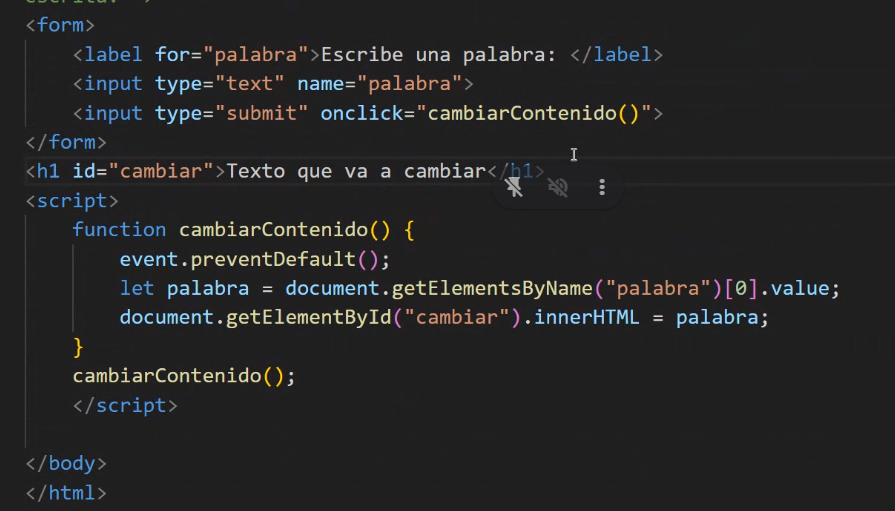 <form>
<label for="palabra">Escribe una palabra: </label>
<input type="text" name="palabra">
<input type="submit" onclick="cambiarContenido()">
</form>
<h1 id="cambiar">Texto que va a cambiar</h1>
<script>
function cambiarContenido() {
event.preventDefault();
let palabra = document.getElementsByName("palabra")[0].value;
document.getElementById("cambiar").innerHTML = palabra;
}
cambiarContenido();
</script>
</body>
</html>